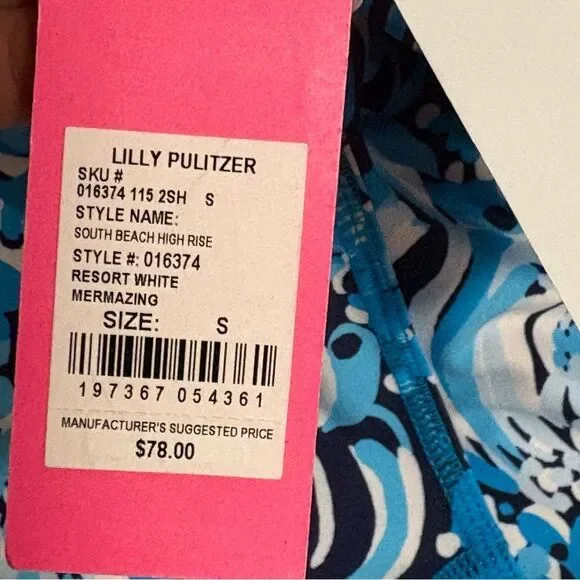 LILLY PULITZER
SKU #
016374 115 2SH S
STYLE NAME:
SOUTH BEACH HIGH RISE
STYLE #: 016374
RESORT WHITE
MERMAZING
SIZE: S
197367 054361
MANUFACTURER'S SUGGESTED PRICE
$78.00